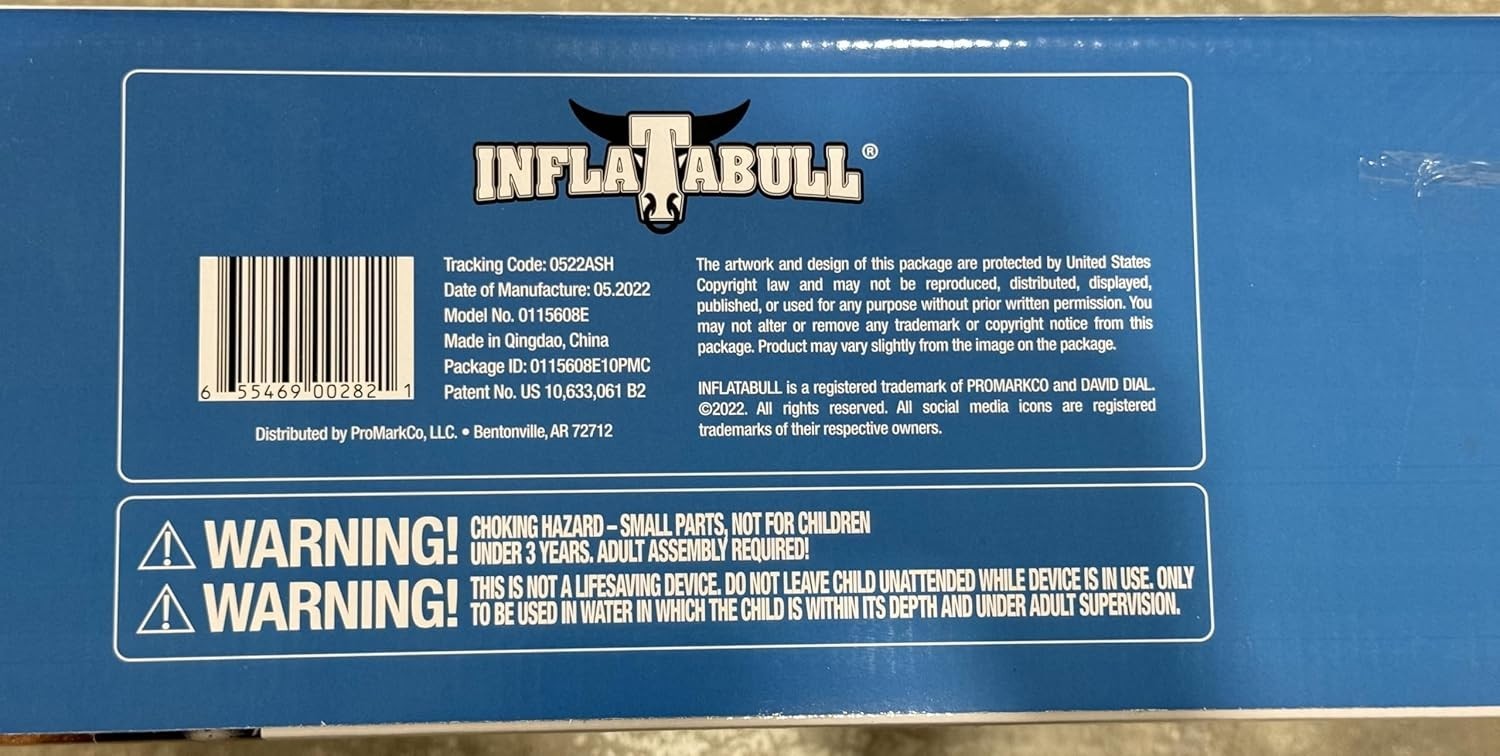 INFLATABULL®
Tracking Code: 0522ASH
Date of Manufacture: 05.2022
Model No. 0115608E
Made in Qingdao, China
Package ID: 0115608E10PMC
Patent No. US 10,633,061 B2
6 55469 00282 1
Distributed by ProMarkCo, LLC. • Bentonville, AR 72712
The artwork and design of this package are protected by United States
Copyright law and may not be reproduced, distributed, displayed,
published, or used for any purpose without prior written permission. You
may not alter or remove any trademark or copyright notice from this
package. Product may vary slightly from the image on the package.
INFLATABULL is a registered trademark of PROMARKCO and DAVID DIAL.
©2022. All rights reserved. All social media icons are registered
trademarks of their respective owners.
WARNING! CHOKING HAZARD – SMALL PARTS, NOT FOR CHILDREN
UNDER 3 YEARS. ADULT ASSEMBLY REQUIRED!
WARNING! THIS IS NOT A LIFESAVING DEVICE. DO NOT LEAVE CHILD UNATTENDED WHILE DEVICE IS IN USE. ONLY
TO BE USED IN WATER IN WHICH THE CHILD IS WITHIN ITS DEPTH AND UNDER ADULT SUPERVISION.